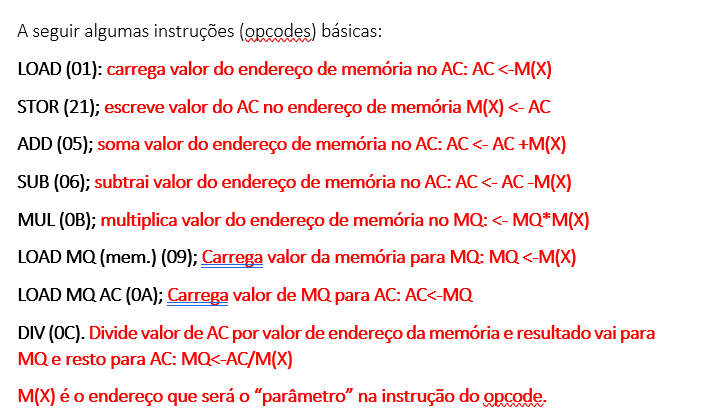 A seguir algumas instruções (opcodes) básicas:
LOAD (01): carrega valor do endereço de memória no AC: AC <-M(X)
STOR (21); escreve valor do AC no endereço de memória M(X) <- AC
ADD (05); soma valor do endereço de memória no AC: AC <- AC +M(X)
SUB (06); subtrai valor do endereço de memória no AC: AC <- AC -M(X)
MUL (0B); multiplica valor do endereço de memória no MQ: <- MQ*M(X)
LOAD MQ (mem.) (09); Carrega valor da memória para MQ: MQ <-M(X)
LOAD MQ AC (0A); Carrega valor de MQ para AC: AC<-MQ
DIV (0C). Divide valor de AC por valor de endereço da memória e resultado vai para
MQ e resto para AC: MQ<-AC/M(X)
M(X) é o endereço que será o “parâmetro” na instrução do opcode.